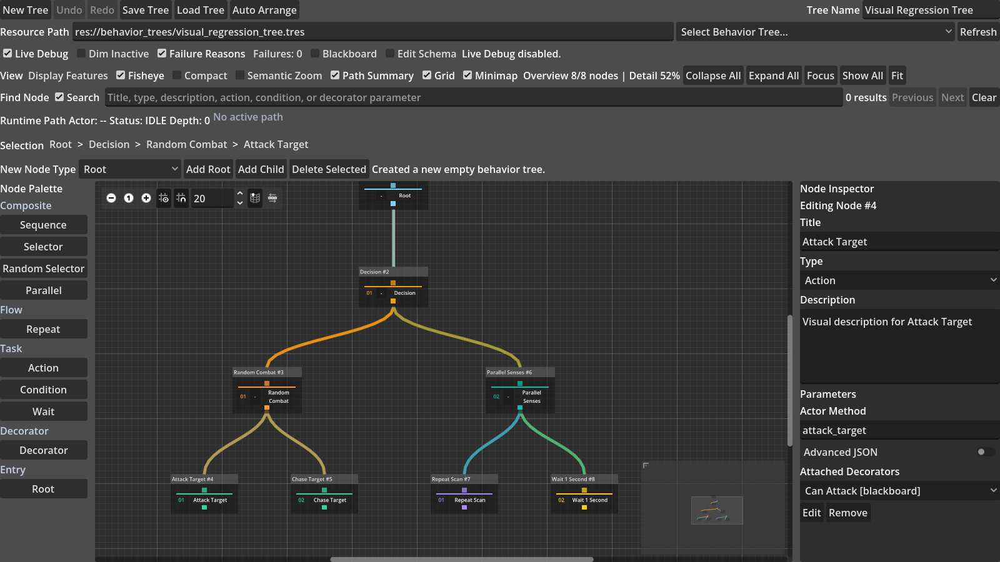 New Tree Undo Redo Save Tree Load Tree Auto Arrange Tree Name Visual Regression Tree
Resource Path res://behavior_trees/visual_regression_tree.tres Select Behavior Tree... Refresh
Live Debug Dim Inactive Failure Reasons Failures: 0 Blackboard Edit Schema Live Debug disabled.
View Display Features Fisheye Compact Semantic Zoom Path Summary Grid Minimap Overview 8/8 nodes | Detail 52% Collapse All Expand All Focus Show All Fit
Find Node Search Title, type, description, action, condition, or decorator parameter 0 results Previous Next Clear
Runtime Path Actor: -- Status: IDLE Depth: 0 No active path
Selection Root > Decision > Random Combat > Attack Target
New Node Type Root Add Root Add Child Delete Selected Created a new empty behavior tree.
Node Palette
Composite
Sequence
Selector
Random Selector
Parallel
Flow
Repeat
Task
Action
Condition
Wait
Decorator
Decorator
Entry
Root
1 20
- Root
Decision #2
01 - Decision
Random Combat #3
01 - Random
Combat
Parallel Senses #6
02 - Parallel
Senses
Attack Target #4
01 Attack Target
Chase Target #5
02 Chase Target
Repeat Scan #7
01 Repeat Scan
Wait 1 Second #8
02 Wait 1 Second
Node Inspector
Editing Node #4
Title
Attack Target
Type
Action
Description
Visual description for Attack Target
Parameters
Actor Method
attack_target
Advanced JSON
Attached Decorators
Can Attack [blackboard]
Edit Remove